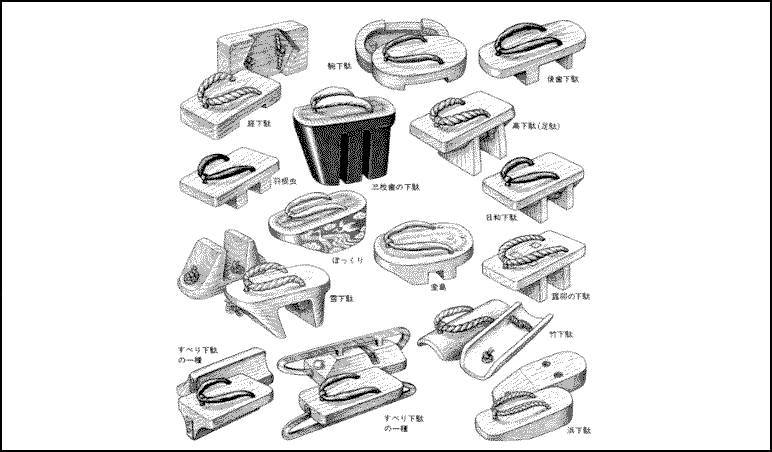 駒下駄
後歯下駄
庭下駄
高下駄(足駄)
羽根虫
三枚歯の下駄
日和下駄
ぽっくり
堂島
雪下駄
露卯の下駄
竹下駄
すべり下駄
の一種
すべり下駄
の一種
浜下駄